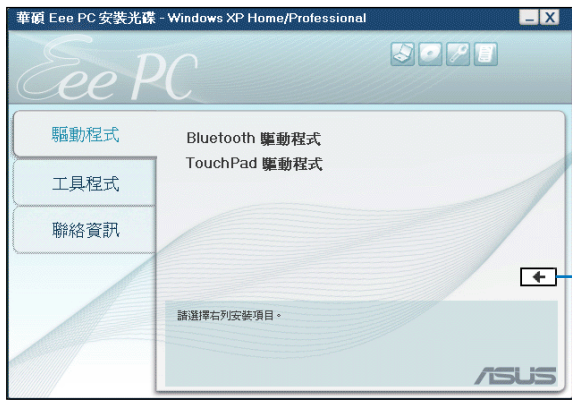 華碩 Eee PC 安裝光碟 - Windows XP Home/Professional
Eee PC
驅動程式
Bluetooth 驅動程式
TouchPad 驅動程式
工具程式
聯絡資訊
請選擇右列安裝項目。
ASUS